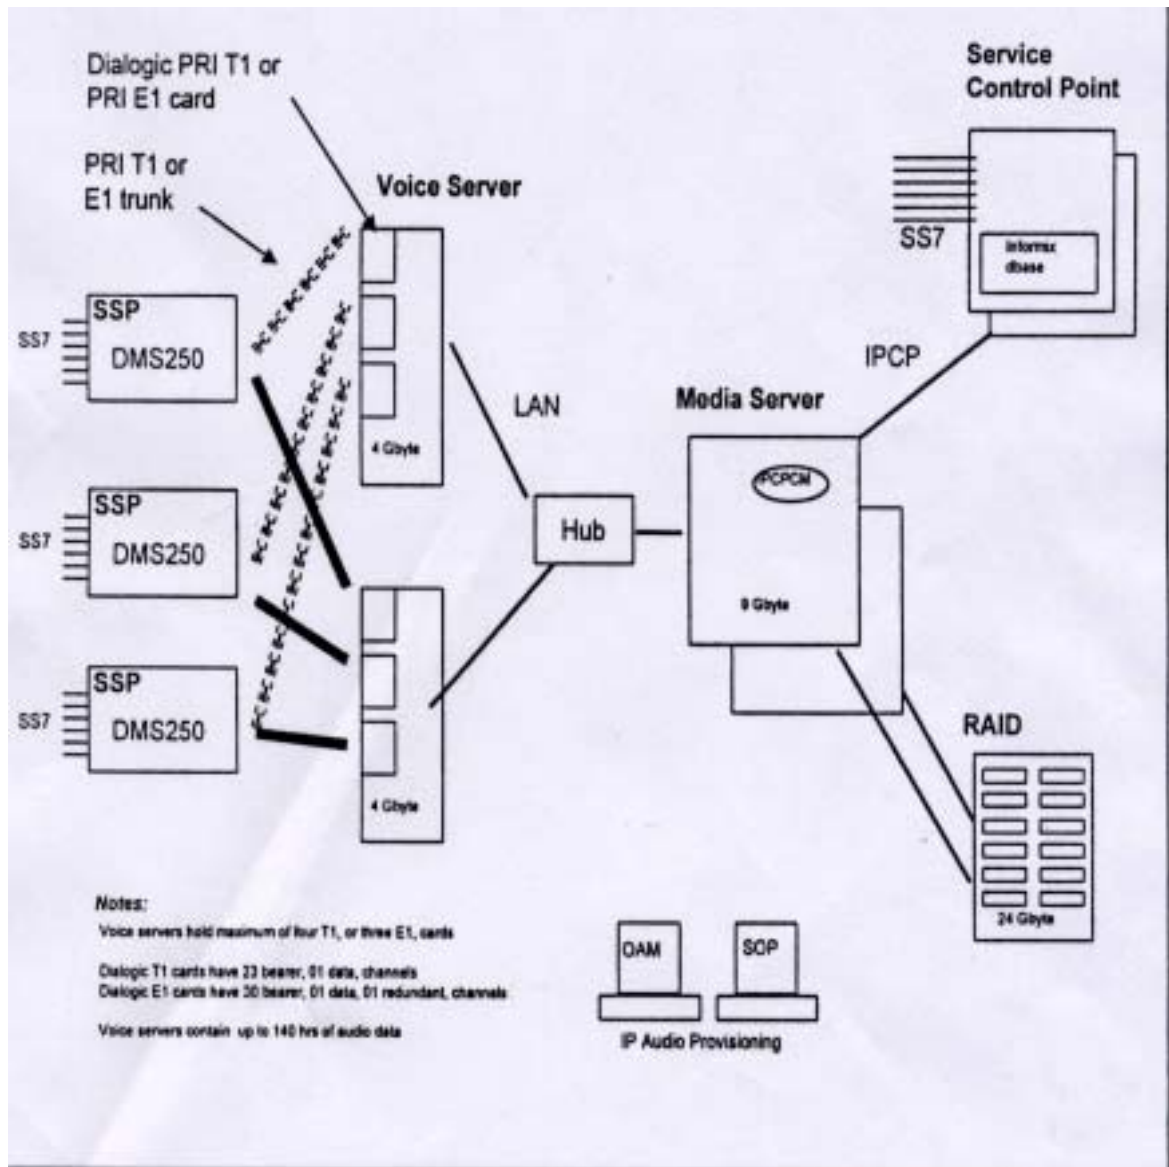 Dialogic PRI T1 or
PRI E1 card
PRI T1 or
E1 trunk
Voice Server
Service
Control Point
SS7
Informix
dbase
IPCP
SS7
SSP
DMS250
4 Gbyte
LAN
Media Server
IPCPCM
Hub
9 Gbyte
SS7
SSP
DMS250
SS7
SSP
DMS250
4 Gbyte
RAID
24 Gbyte
Notes:
Voice servers hold maximum of four T1, or three E1, cards
Dialogic T1 cards have 23 bearer, 01 data, channels
Dialogic E1 cards have 30 bearer, 01 data, 01 redundant, channels
Voice servers contain up to 140 hrs of audio data
OAM
SOP
IP Audio Provisioning